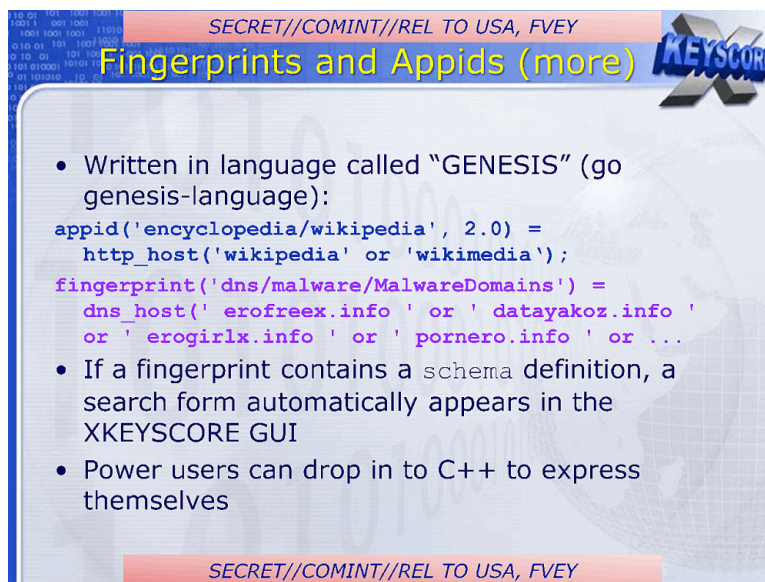 SECRET//COMINT//REL TO USA, FVEY
Fingerprints and Appids (more)
KEYSCOR
• Written in language called “GENESIS” (go
genesis-language):
appid('encyclopedia/wikipedia', 2.0) =
http_host('wikipedia' or 'wikimedia‘);
fingerprint('dns/malware/MalwareDomains') =
dns_host(' erofreex.info ' or ' datayakoz.info '
or ' erogirlx.info ' or ' pornero.info ' or ...
• If a fingerprint contains a schema definition, a
search form automatically appears in the
XKEYSCORE GUI
• Power users can drop in to C++ to express
themselves
SECRET//COMINT//REL TO USA, FVEY